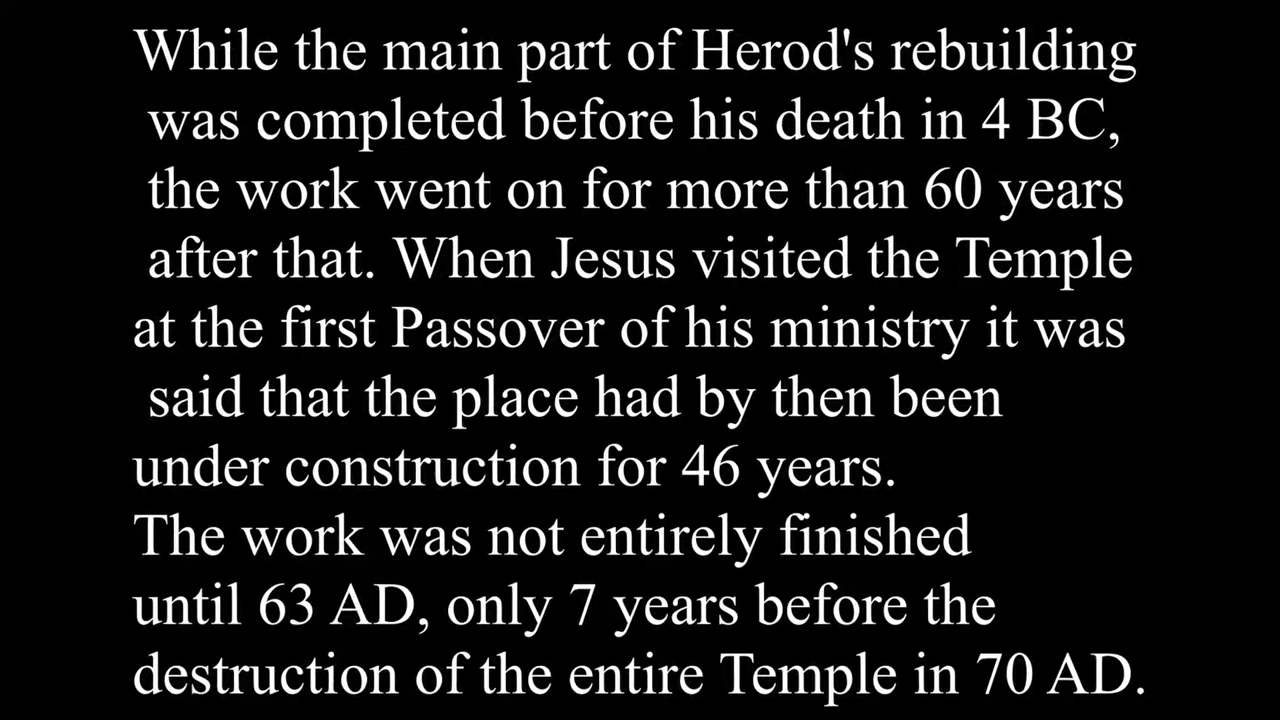 While the main part of Herod's rebuilding
was completed before his death in 4 BC,
the work went on for more than 60 years
after that. When Jesus visited the Temple
at the first Passover of his ministry it was
said that the place had by then been
under construction for 46 years.
The work was not entirely finished
until 63 AD, only 7 years before the
destruction of the entire Temple in 70 AD.